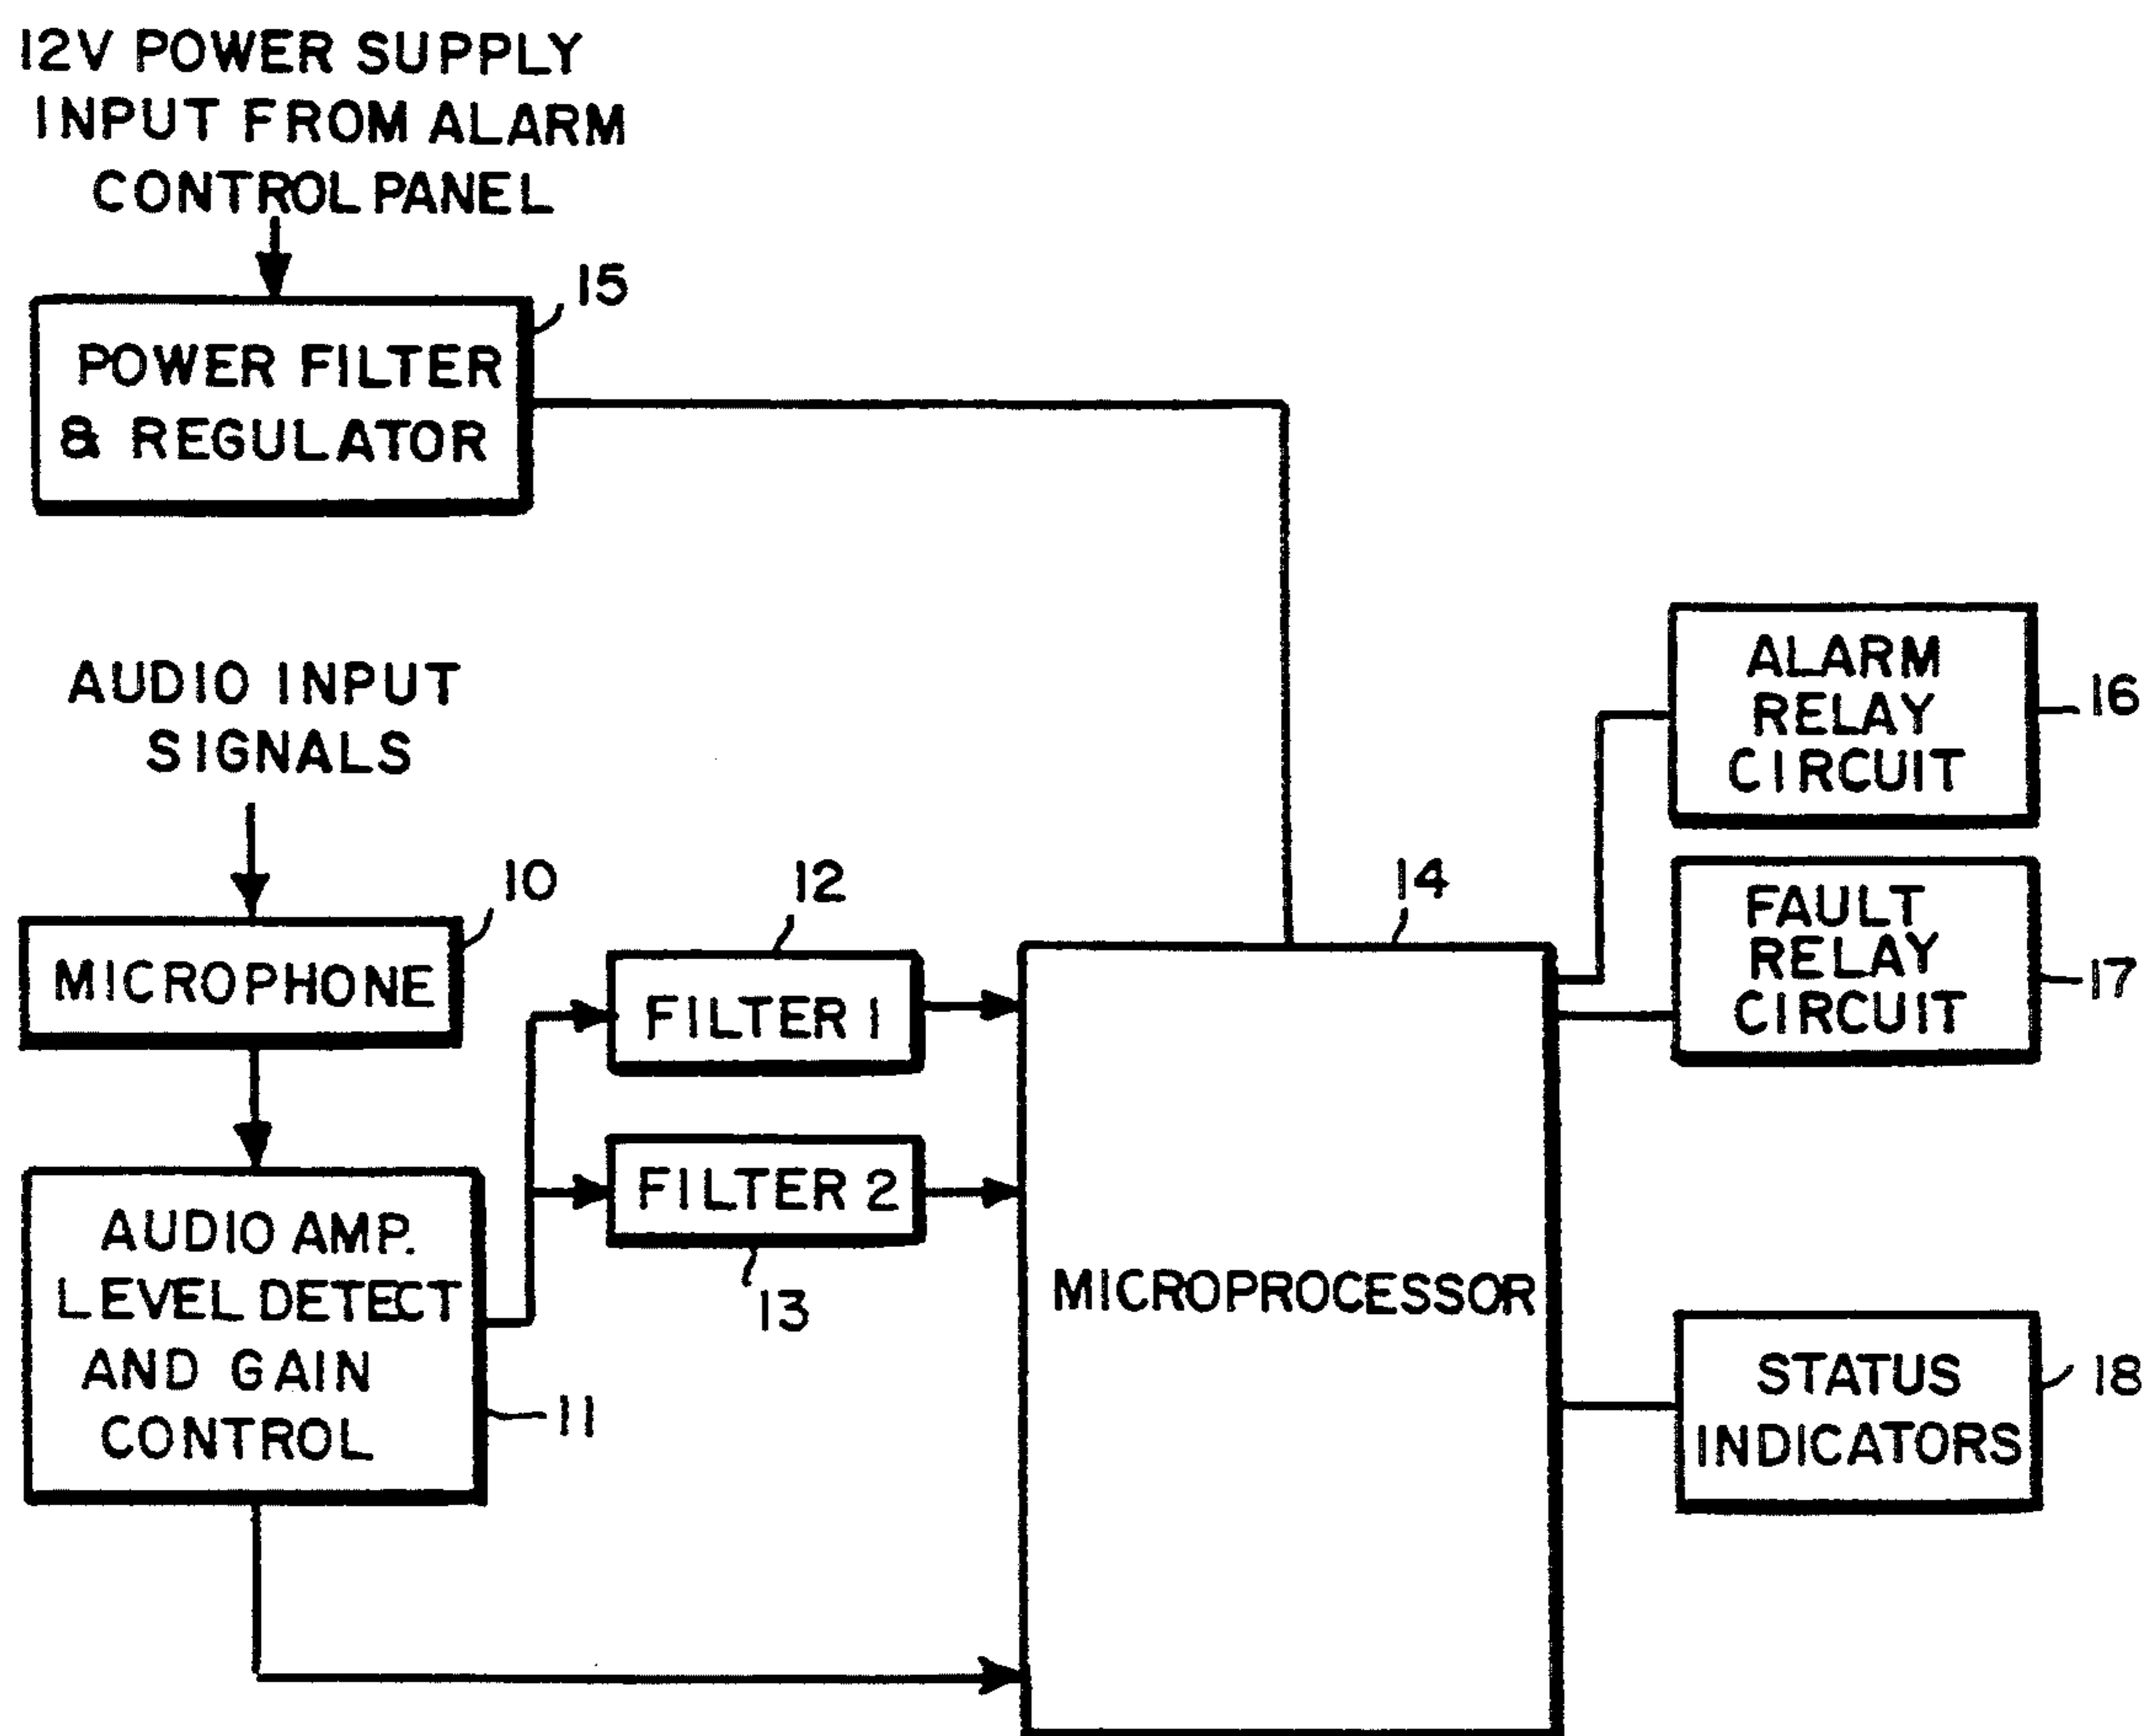 12V POWER SUPPLY
INPUT FROM ALARM
CONTROL PANEL
15
POWER FILTER
& REGULATOR
AUDIO INPUT
SIGNALS
10
MICROPHONE
AUDIO AMP.
LEVEL DETECT
AND GAIN
CONTROL
11
12
FILTER 1
FILTER 2
13
14
MICROPROCESSOR
ALARM
RELAY
CIRCUIT
16
FAULT
RELAY
CIRCUIT
17
STATUS
INDICATORS
18